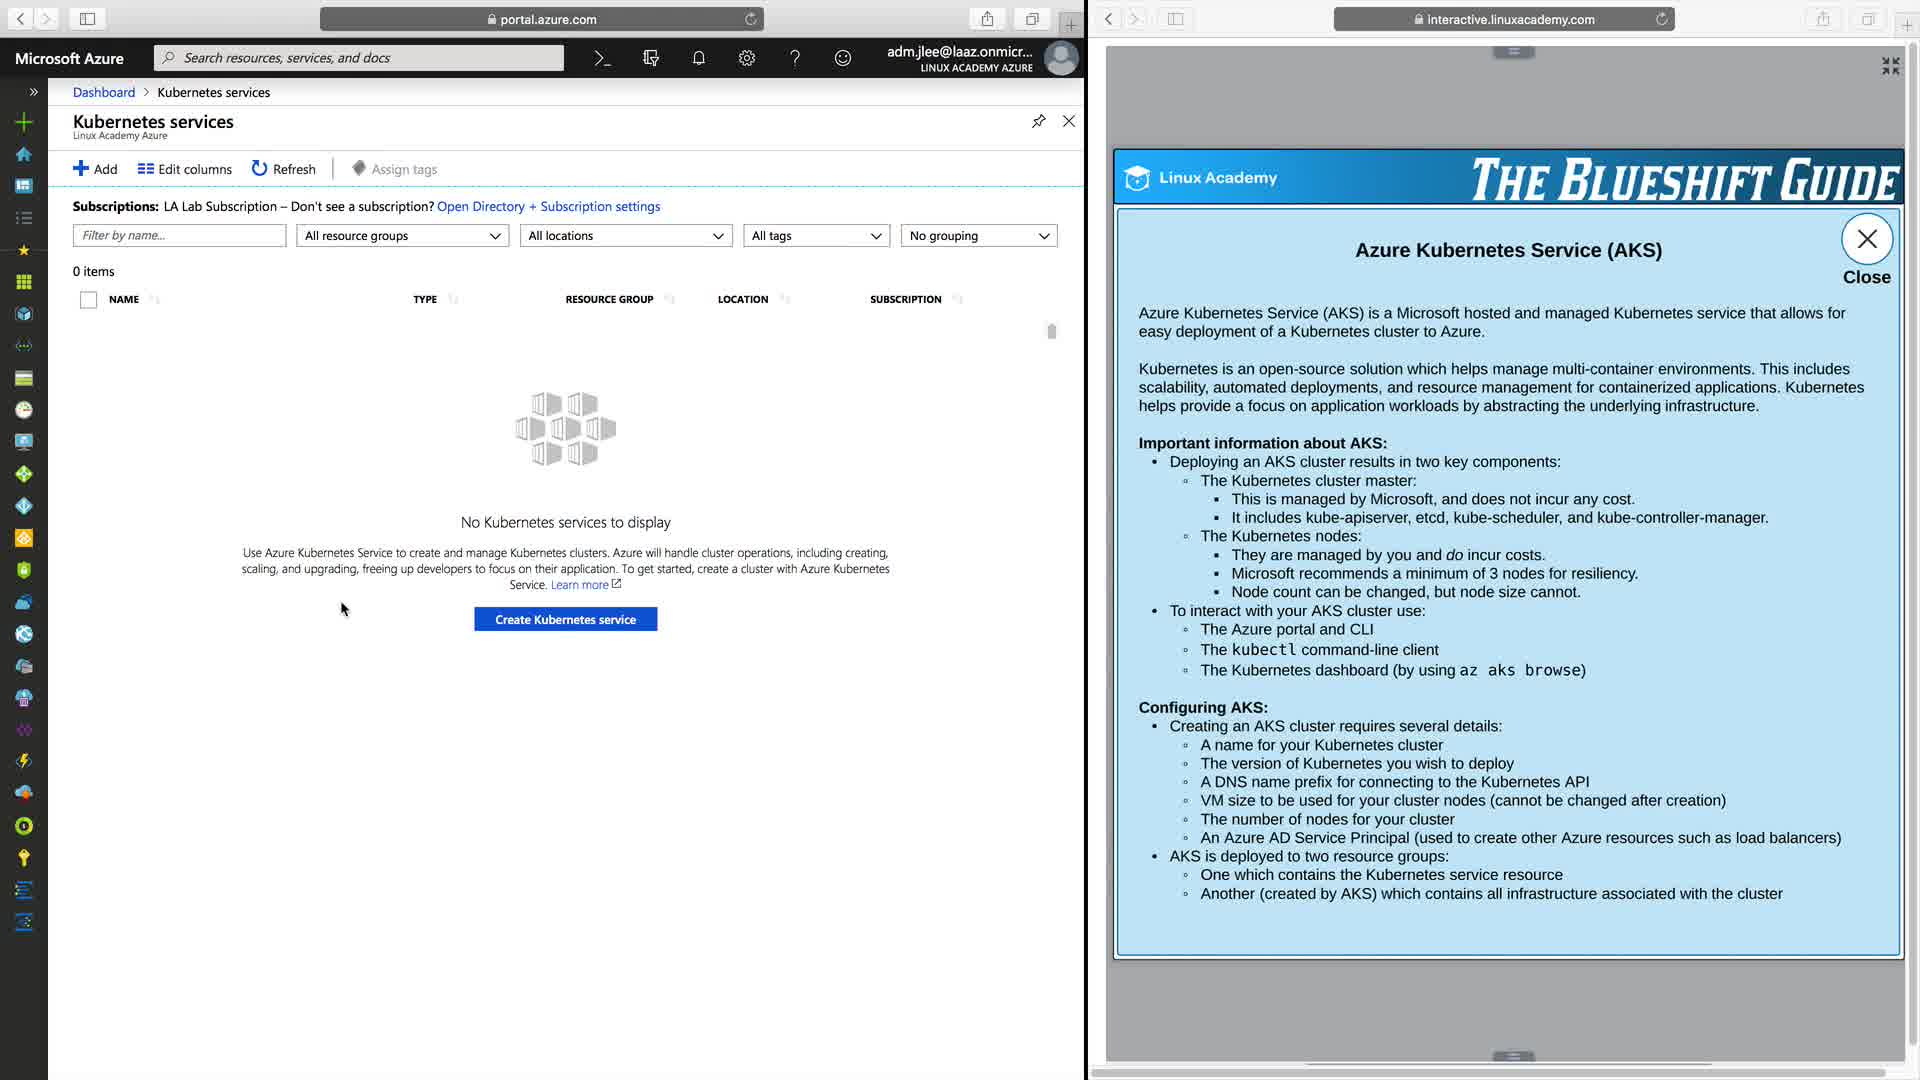 portal.azure.com
interactive.linuxacademy.com
Microsoft Azure
Search resources, services, and docs
adm.jlee@laaz.onmicr...
LINUX ACADEMY AZURE
Dashboard > Kubernetes services
Kubernetes services
Linux Academy Azure
Add
Edit columns
Refresh
Assign tags
Subscriptions: LA Lab Subscription – Don't see a subscription? Open Directory + Subscription settings
Filter by name...
All resource groups
All locations
All tags
No grouping
0 items
NAME
TYPE
RESOURCE GROUP
LOCATION
SUBSCRIPTION
No Kubernetes services to display
Use Azure Kubernetes Service to create and manage Kubernetes clusters. Azure will handle cluster operations, including creating,
scaling, and upgrading, freeing up developers to focus on their application. To get started, create a cluster with Azure Kubernetes
Service. Learn more
Create Kubernetes service
Linux Academy
THE BLUESHIFT GUIDE
Azure Kubernetes Service (AKS)
Close
Azure Kubernetes Service (AKS) is a Microsoft hosted and managed Kubernetes service that allows for
easy deployment of a Kubernetes cluster to Azure.
Kubernetes is an open-source solution which helps manage multi-container environments. This includes
scalability, automated deployments, and resource management for containerized applications. Kubernetes
helps provide a focus on application workloads by abstracting the underlying infrastructure.
Important information about AKS:
• Deploying an AKS cluster results in two key components:
◦ The Kubernetes cluster master:
▪ This is managed by Microsoft, and does not incur any cost.
▪ It includes kube-apiserver, etcd, kube-scheduler, and kube-controller-manager.
◦ The Kubernetes nodes:
▪ They are managed by you and do incur costs.
▪ Microsoft recommends a minimum of 3 nodes for resiliency.
▪ Node count can be changed, but node size cannot.
• To interact with your AKS cluster use:
◦ The Azure portal and CLI
◦ The kubectl command-line client
◦ The Kubernetes dashboard (by using az aks browse)
Configuring AKS:
• Creating an AKS cluster requires several details:
◦ A name for your Kubernetes cluster
◦ The version of Kubernetes you wish to deploy
◦ A DNS name prefix for connecting to the Kubernetes API
◦ VM size to be used for your cluster nodes (cannot be changed after creation)
◦ The number of nodes for your cluster
◦ An Azure AD Service Principal (used to create other Azure resources such as load balancers)
• AKS is deployed to two resource groups:
◦ One which contains the Kubernetes service resource
◦ Another (created by AKS) which contains all infrastructure associated with the cluster